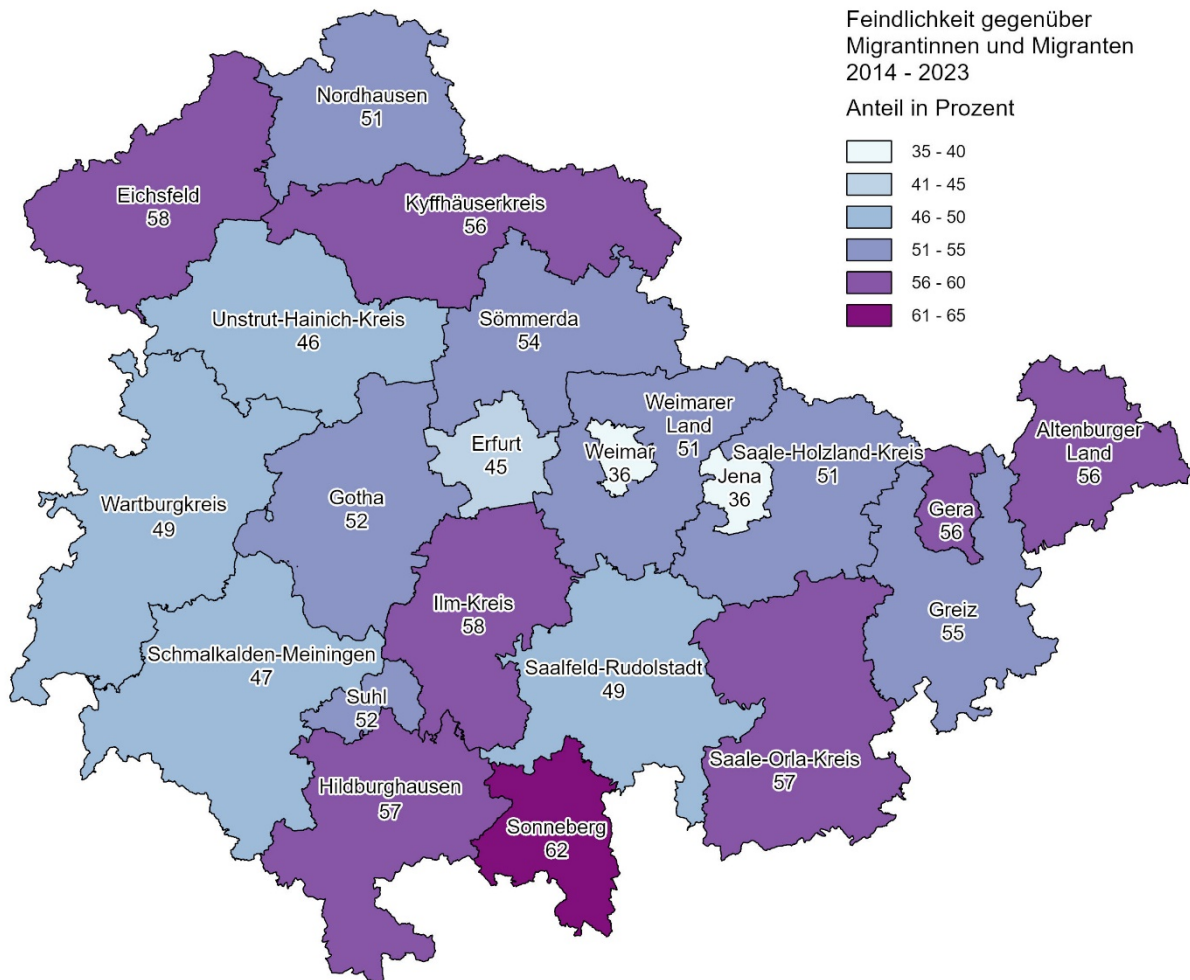 Feindlichkeit gegenüber
Migrantinnen und Migranten
2014 - 2023
Anteil in Prozent
35 - 40
41 - 45
46 - 50
51 - 55
56 - 60
61 - 65
Nordhausen
51
Eichsfeld
58
Kyffhäuserkreis
56
Unstrut-Hainich-Kreis
46
Sömmerda
54
Weimarer
Land
51
Erfurt
45
Weimar
36
Jena
36
Saale-Holzland-Kreis
51
Altenburger
Land
56
Gera
56
Wartburgkreis
49
Gotha
52
Ilm-Kreis
58
Greiz
55
Schmalkalden-Meiningen
47
Suhl
52
Saalfeld-Rudolstadt
49
Saale-Orla-Kreis
57
Hildburghausen
57
Sonneberg
62